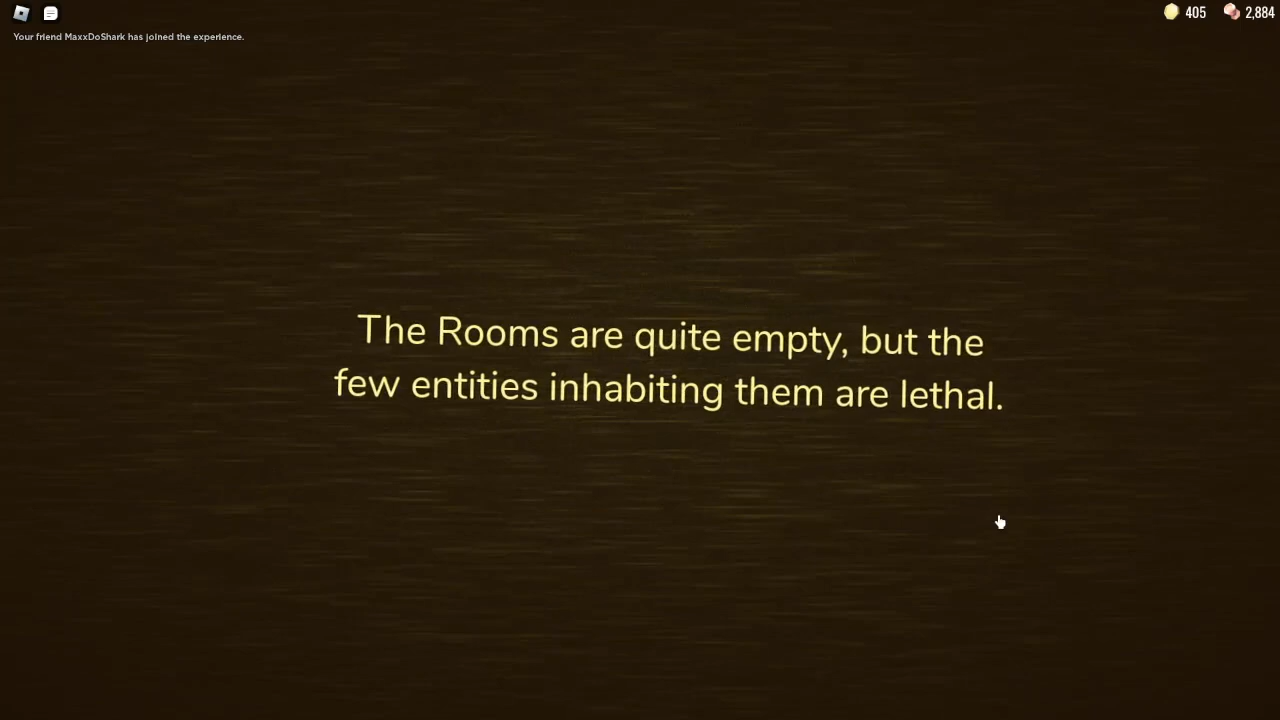 405 2,884
Your friend MaxxDoShark has joined the experience.
The Rooms are quite empty, but the
few entities inhabiting them are lethal.